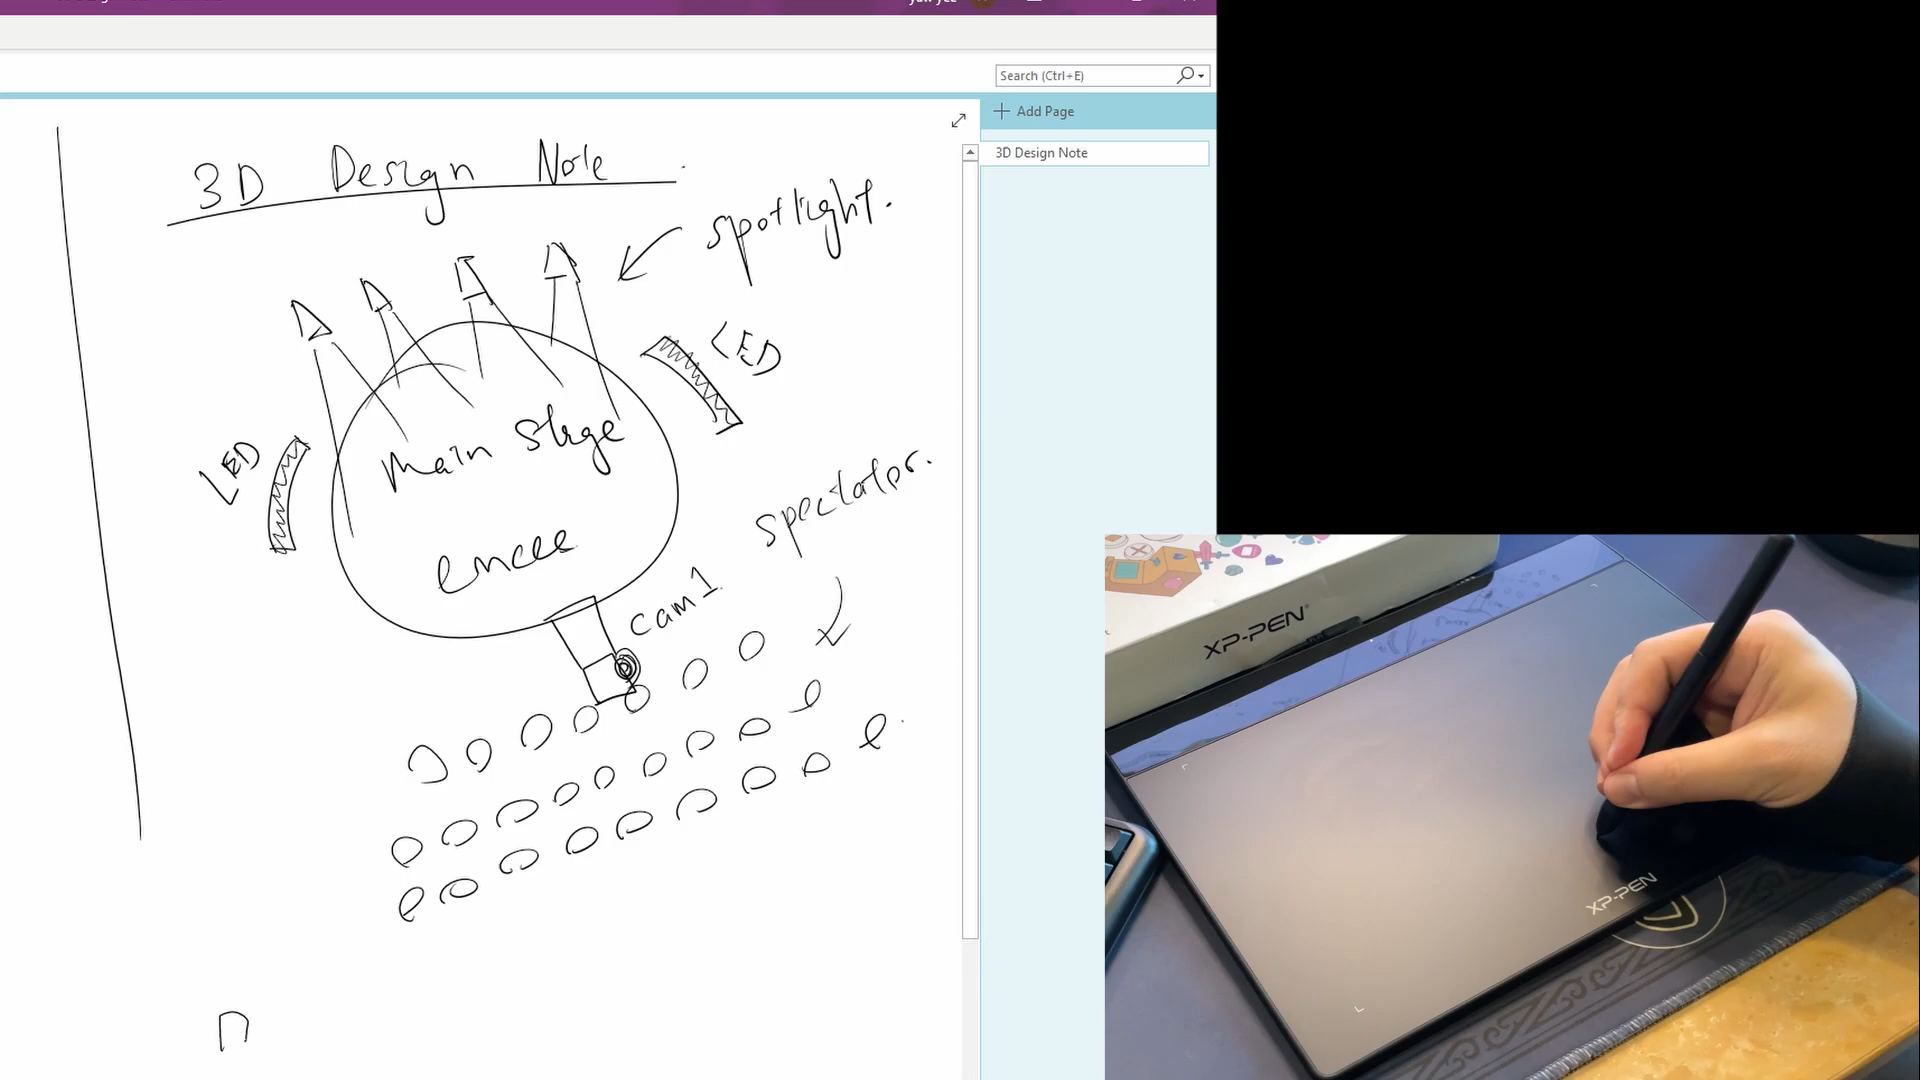 Search (Ctrl+E)
Add Page
3D Design Note
3D Design Note
spotlight.
LED
LED
Main Stage
emcee
spectator.
Cam 1
XP-PEN
XP-PEN